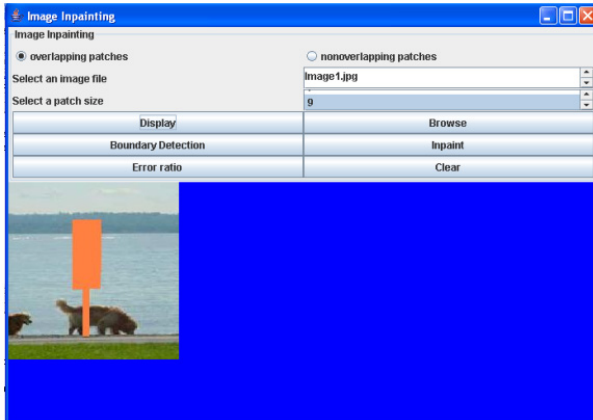 Image Inpainting
Image Inpainting
overlapping patches nonoverlapping patches
Select an image file Image1.jpg
Select a patch size 9
Display Browse
Boundary Detection Inpaint
Error ratio Clear